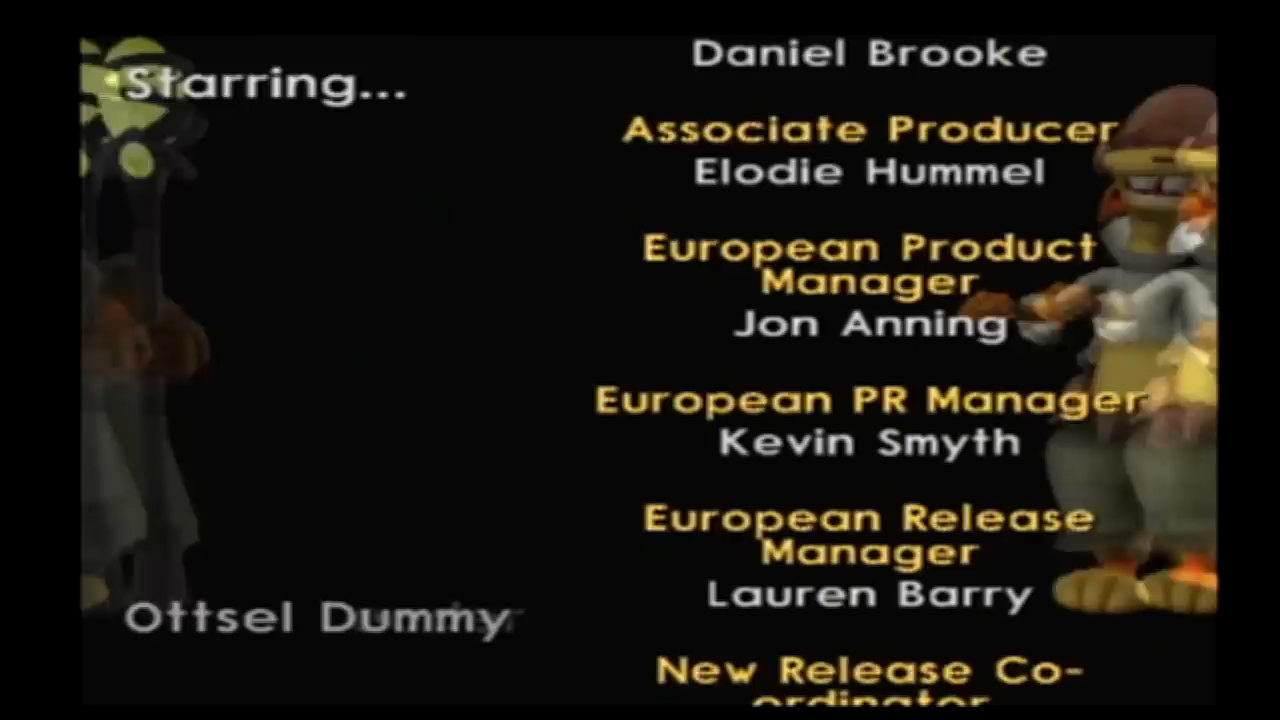 Starring...
Ottsel Dummy
Daniel Brooke
Associate Producer
Elodie Hummel
European Product
Manager
Jon Anning
European PR Manager
Kevin Smyth
European Release
Manager
Lauren Barry
New Release Co-
ordinator